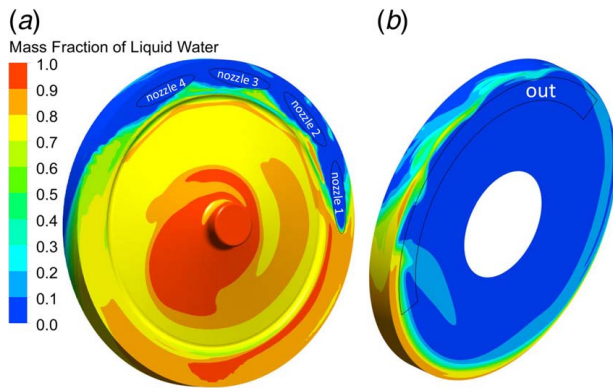 (a)
(b)
Mass Fraction of Liquid Water
1.0
0.9
0.8
0.7
0.6
0.5
0.4
0.3
0.2
0.1
0.0
nozzle 4
nozzle 3
nozzle 2
nozzle 1
out